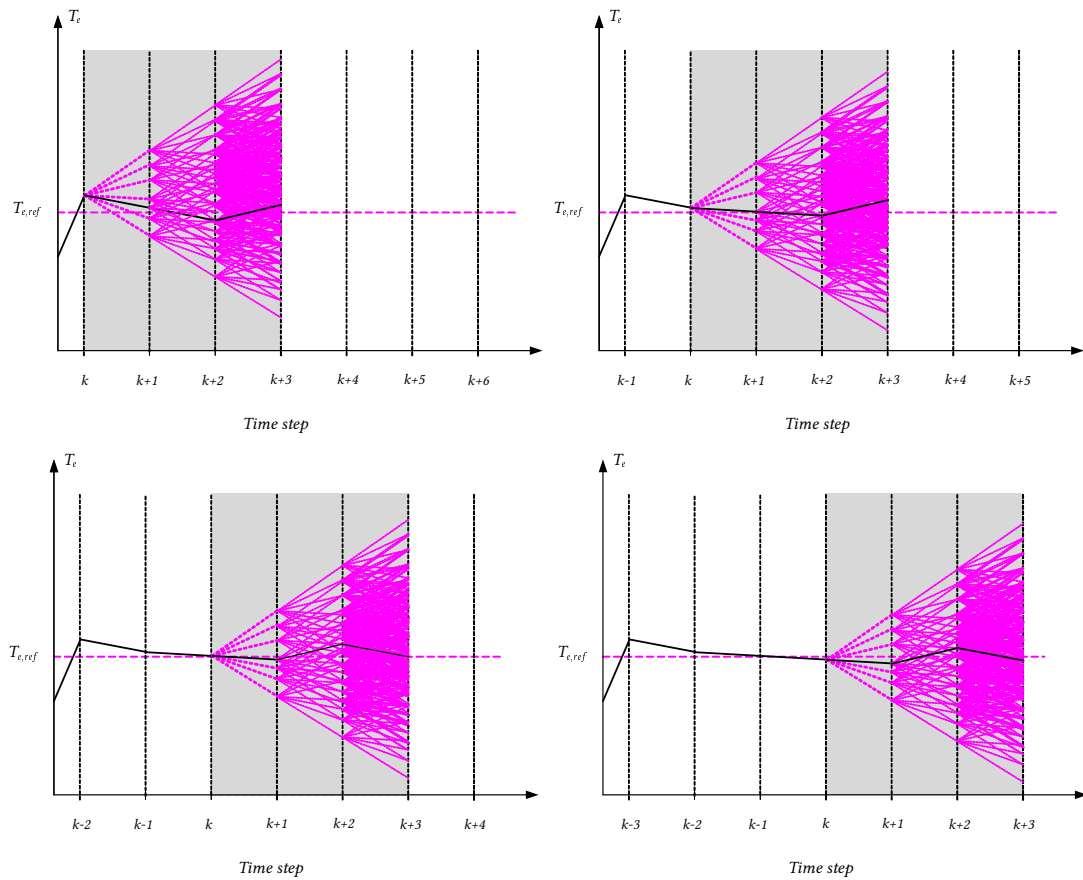 T_e
T_e,ref
k k+1 k+2 k+3 k+4 k+5 k+6
Time step
T_e
T_e,ref
k-1 k k+1 k+2 k+3 k+4 k+5
Time step
T_e
T_e,ref
k-2 k-1 k k+1 k+2 k+3 k+4
Time step
T_e
T_e,ref
k-3 k-2 k-1 k k+1 k+2 k+3
Time step